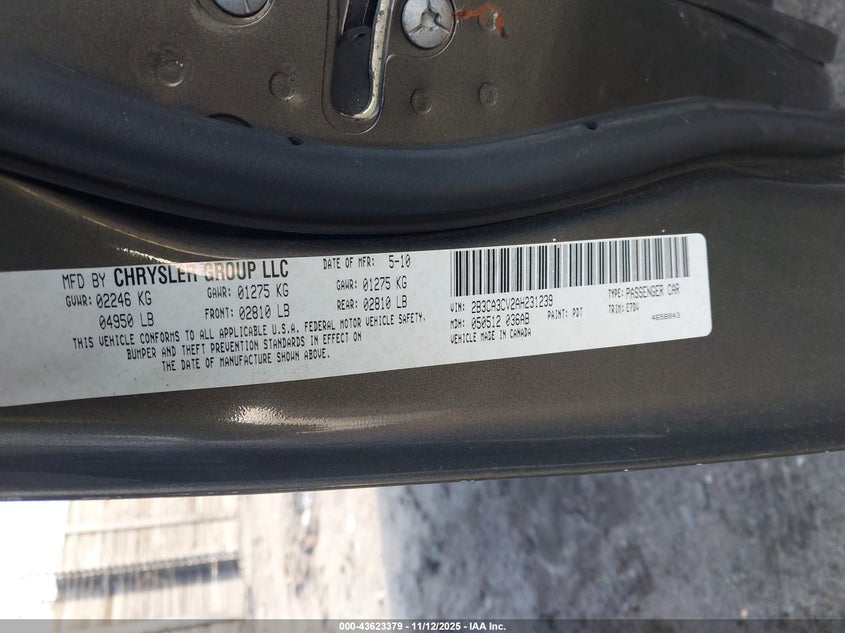 MFD BY CHRYSLER GROUP LLC DATE OF MFR: 5-10
GVWR: 02246 KG GAWR: 01275 KG GAWR: 01275 KG
04950 LB FRONT: 02810 LB REAR: 02810 LB
THIS VEHICLE CONFORMS TO ALL APPLICABLE U.S.A. FEDERAL MOTOR VEHICLE SAFETY,
BUMPER AND THEFT PREVENTION STANDARDS IN EFFECT ON
THE DATE OF MANUFACTURE SHOWN ABOVE.
VIN: 2B3CA3CV2AH231239 TYPE: PASSENGER CAR
MDH: 050512 036AB PAINT: PDT TRIM: E7DV
VEHICLE MADE IN CANADA 4658843
000-43623379 - 11/12/2025 - IAA Inc.